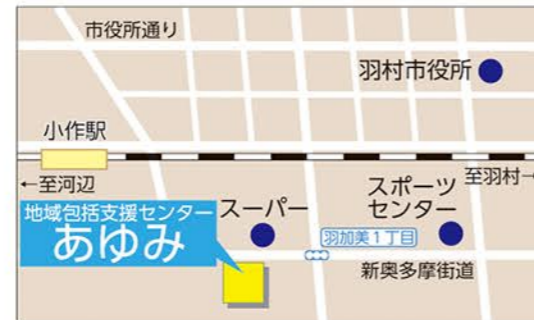 市役所通り
羽村市役所
小作駅
←至河辺
至羽村→
地域包括支援センター
あゆみ
スーパー
スポーツ
センター
羽加美1丁目
新奥多摩街道